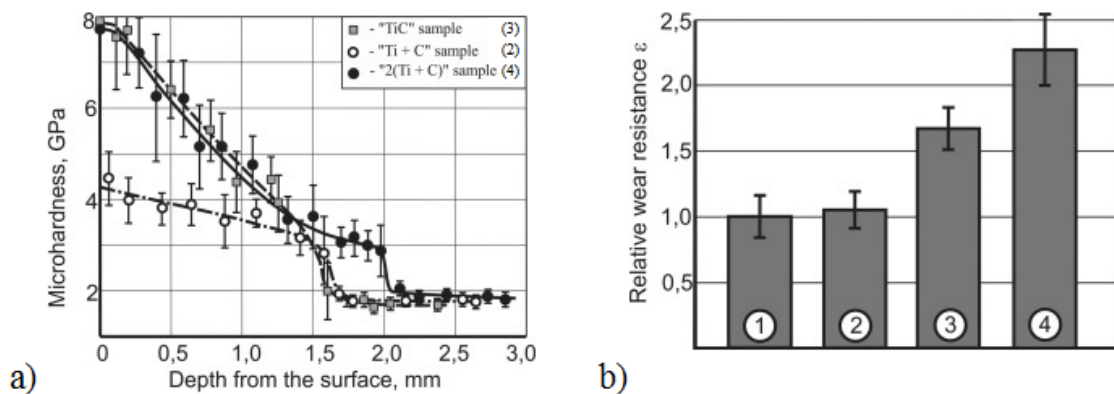 8
6
4
2
Microhardness, GPa
- "TiC" sample (3)
- "Ti + C" sample (2)
- "2(Ti + C)" sample (4)
0 0,5 1,0 1,5 2,0 2,5 3,0
Depth from the surface, mm
a)
2,5
2.0
1,5
1,0
0,5
Relative wear resistance ε
1 2 3 4
b)